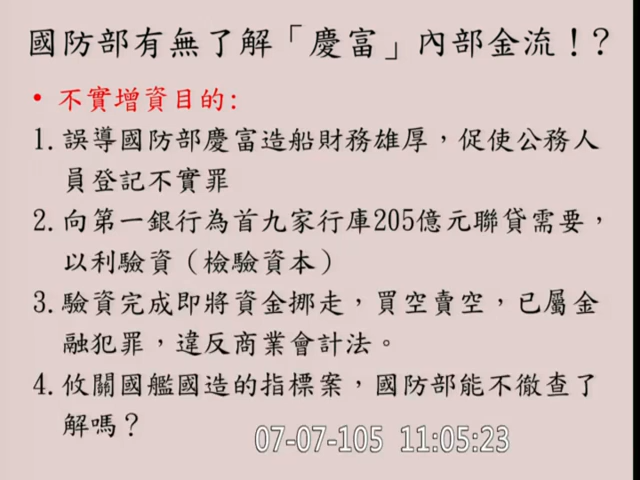 國防部有無了解「慶富」內部金流！？
• 不實增資目的:
1. 誤導國防部慶富造船財務雄厚，促使公務人
員登記不實罪
2. 向第一銀行為首九家行庫205億元聯貸需要，
以利驗資（檢驗資本）
3. 驗資完成即將資金挪走，買空賣空，已屬金
融犯罪，違反商業會計法。
4. 攸關國艦國造的指標案，國防部能不徹查了
解嗎？
07-07-105 11:05:23